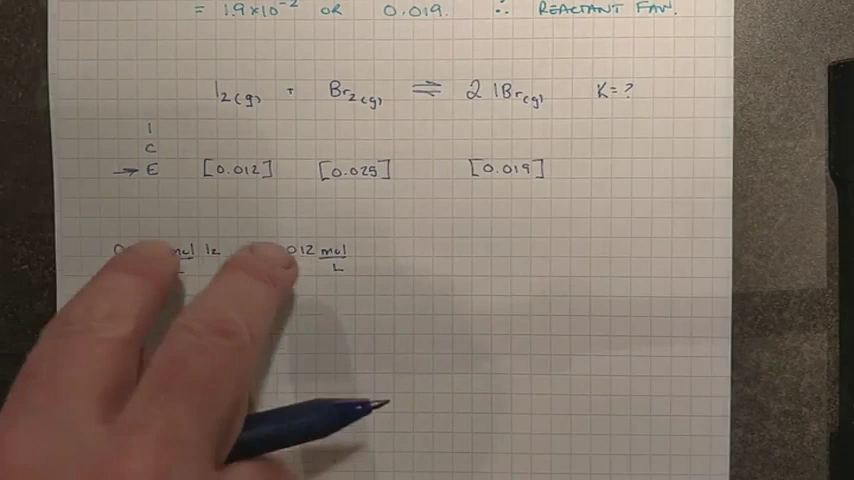 = 1.9×10⁻² OR 0.019. ∴ REACTANT FAV.
I₂(g) + Br₂(g) ⇌ 2 IBr(g) K=?
I
C
→ E [0.012] [0.025] [0.019]
mol I₂ 012 mol
L L